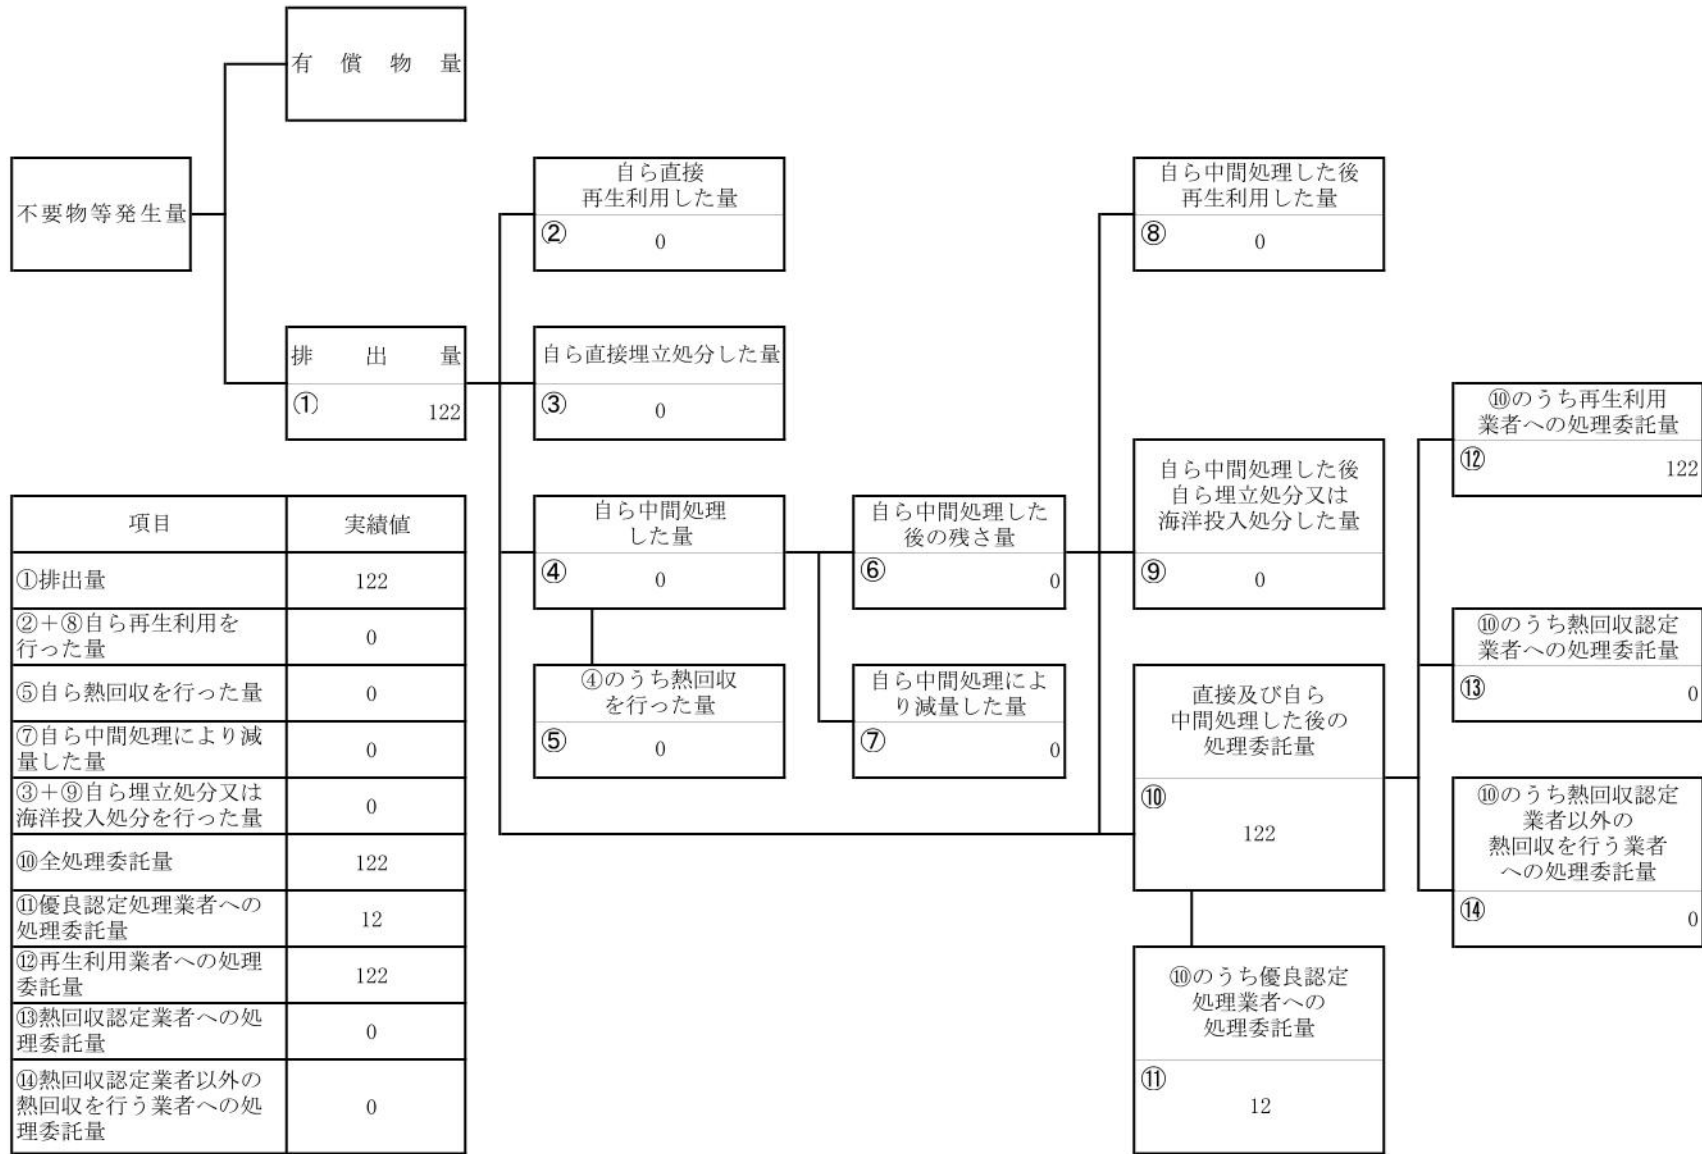 有償物量
不要物等発生量
排出量
① 122
自ら直接
再生利用した量
② 0
自ら直接埋立処分した量
③ 0
自ら中間処理
した量
④ 0
④のうち熱回収
を行った量
⑤ 0
自ら中間処理した
後の残さ量
⑥ 0
自ら中間処理によ
り減量した量
⑦ 0
自ら中間処理した後
再生利用した量
⑧ 0
自ら中間処理した後
自ら埋立処分又は
海洋投入処分した量
⑨ 0
直接及び自ら
中間処理した後の
処理委託量
⑩
122
⑩のうち優良認定
処理業者への
処理委託量
⑪
12
⑩のうち再生利用
業者への処理委託量
⑫ 122
⑩のうち熱回収認定
業者への処理委託量
⑬ 0
⑩のうち熱回収認定
業者以外の
熱回収を行う業者
への処理委託量
⑭ 0
項目 実績値
①排出量 122
②+⑧自ら再生利用を
行った量 0
⑤自ら熱回収を行った量 0
⑦自ら中間処理により減
量した量 0
③+⑨自ら埋立処分又は
海洋投入処分を行った量 0
⑩全処理委託量 122
⑪優良認定処理業者への
処理委託量 12
⑫再生利用業者への処理
委託量 122
⑬熱回収認定業者への処
理委託量 0
⑭熱回収認定業者以外の
熱回収を行う業者への処
理委託量 0